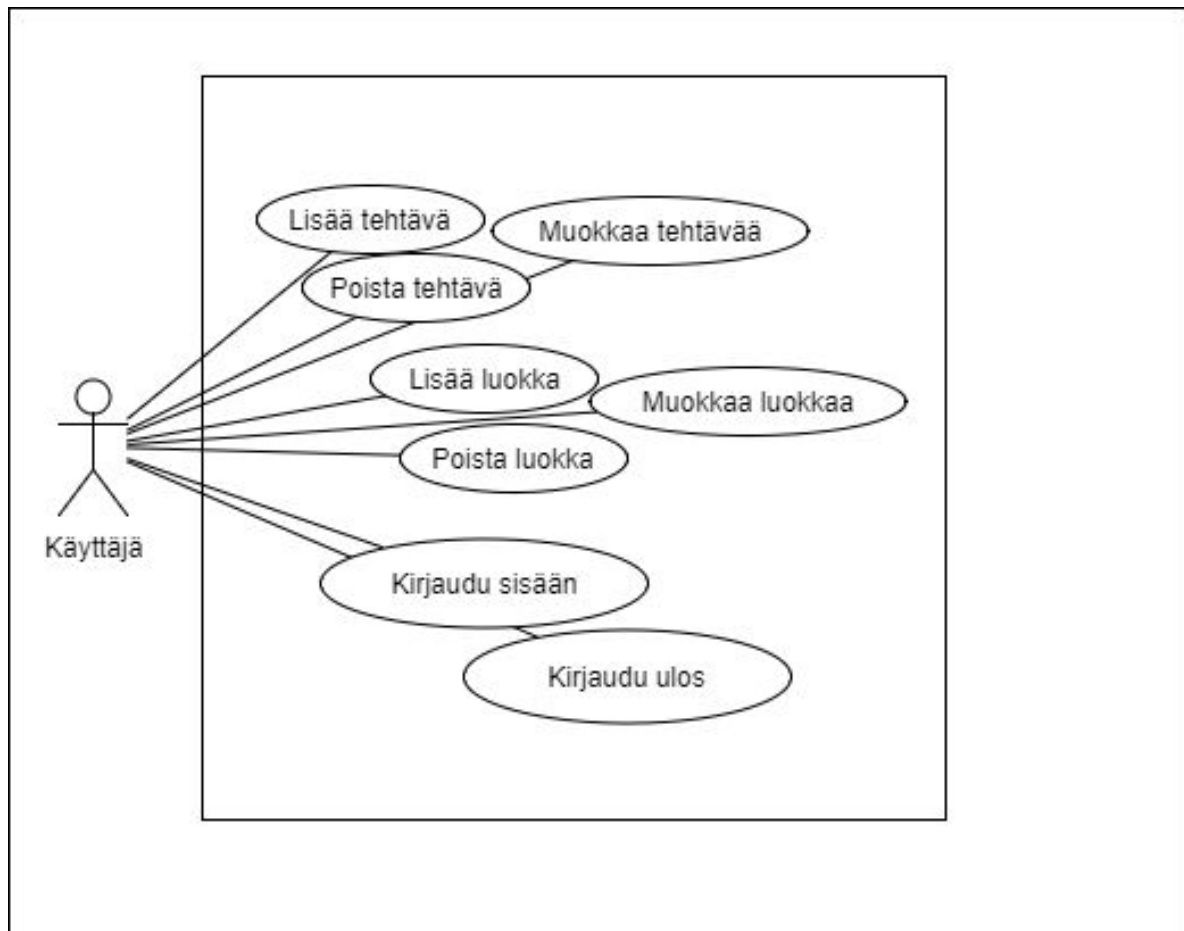 Lisää tehtävä
Muokkaa tehtävää
Poista tehtävä
Lisää luokka
Muokkaa luokkaa
Poista luokka
Käyttäjä
Kirjaudu sisään
Kirjaudu ulos